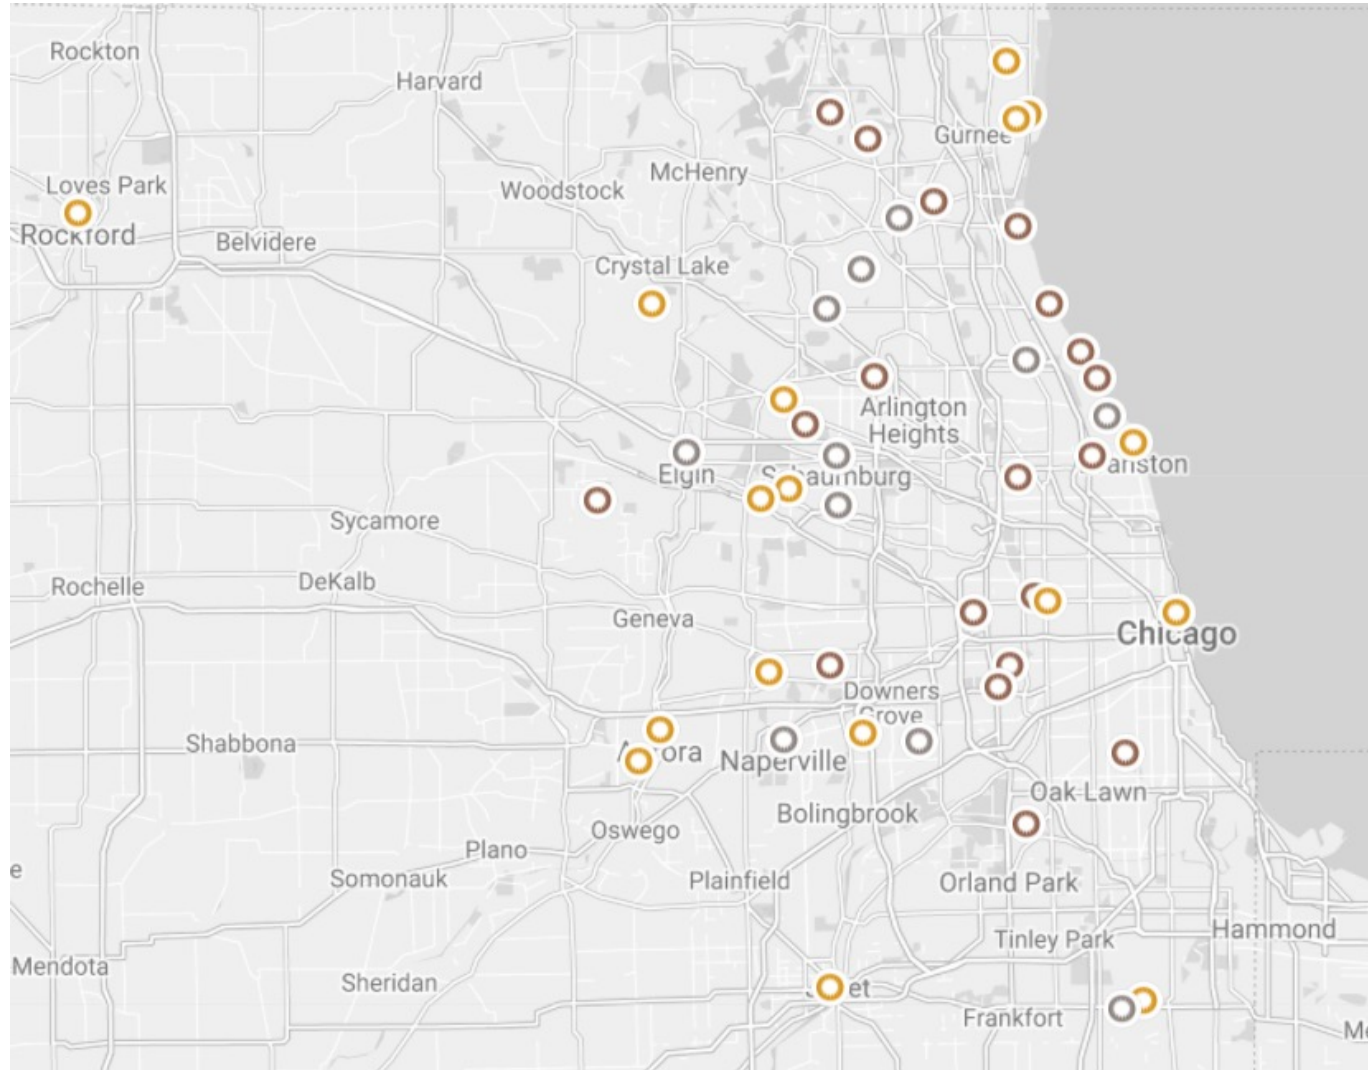 Rockton
Harvard
Gurnee
McHenry
Loves Park
Woodstock
Rockford
Belvidere
Crystal Lake
Arlington
Heights
Elgin
Schaumburg
Sycamore
DeKalb
Rochelle
Geneva
Chicago
Downers
Grove
Shabbona
Naperville
Oak Lawn
Bolingbrook
Oswego
Plano
Somonauk
Plainfield
Orland Park
Hammond
Tinley Park
Mendota
Sheridan
Frankfort